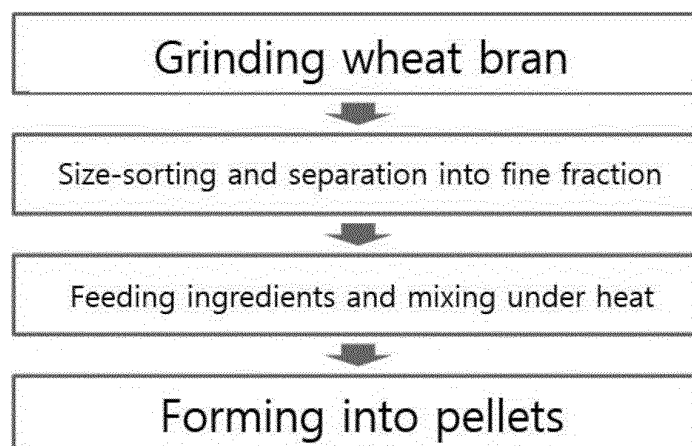 Grinding wheat bran
Size-sorting and separation into fine fraction
Feeding ingredients and mixing under heat
Forming into pellets